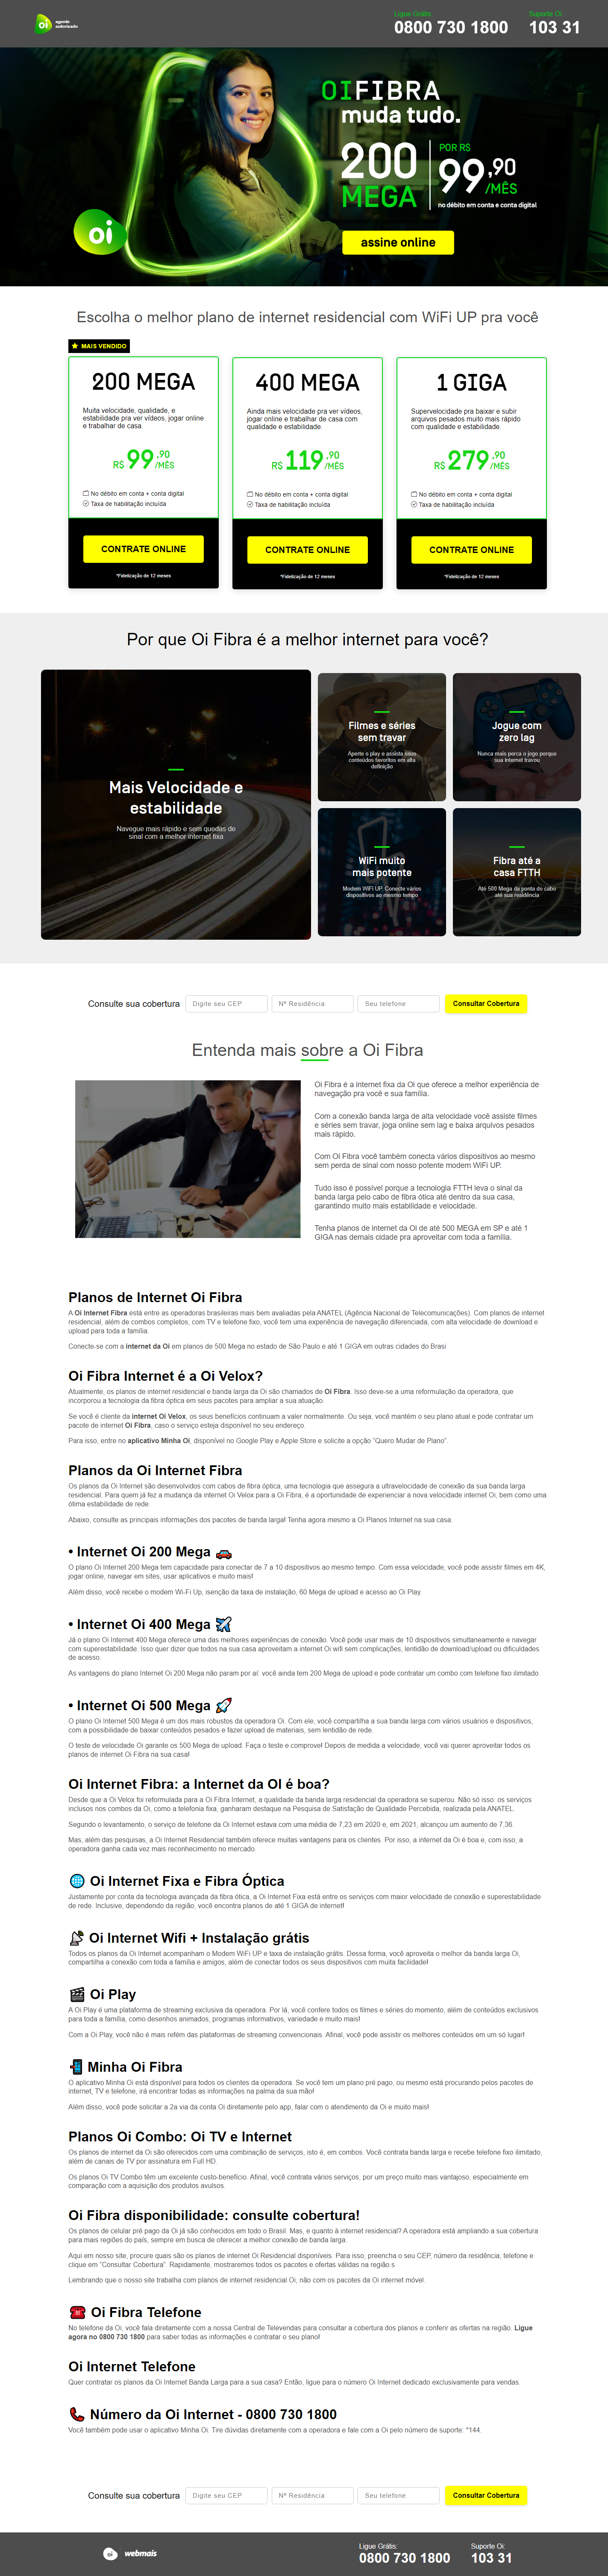 oi agente autorizado
Ligue Grátis:
0800 730 1800
Suporte Oi:
103 31
OIFIBRA
muda tudo.
200
MEGA
POR R$
99,90
/MÊS
no débito em conta e conta digital
oi
assine online
Escolha o melhor plano de internet residencial com WiFi UP pra você
MAIS VENDIDO
200 MEGA
Muita velocidade, qualidade, e
estabilidade pra ver vídeos, jogar online
e trabalhar de casa.
R$ 99,90/MÊS
No débito em conta + conta digital
Taxa de habilitação incluída
CONTRATE ONLINE
*Fidelização de 12 meses
400 MEGA
Ainda mais velocidade pra ver vídeos,
jogar online e trabalhar de casa com
qualidade e estabilidade.
R$ 119,90/MÊS
No débito em conta + conta digital
Taxa de habilitação incluída
CONTRATE ONLINE
*Fidelização de 12 meses
1 GIGA
Supervelocidade pra baixar e subir
arquivos pesados muito mais rápido
com qualidade e estabilidade.
R$ 279,90/MÊS
No débito em conta + conta digital
Taxa de habilitação incluída
CONTRATE ONLINE
*Fidelização de 12 meses
Por que Oi Fibra é a melhor internet para você?
Mais Velocidade e
estabilidade
Navegue mais rápido e sem quedas de
sinal com a melhor internet fixa
Filmes e séries
sem travar
Aperte o play e assista seus
conteúdos favoritos em alta
definição
Jogue com
zero lag
Nunca mais perca o jogo porque
sua internet travou
WiFi muito
mais potente
Modem WiFi UP. Conecte vários
dispositivos ao mesmo tempo
Fibra até a
casa FTTH
Até 500 Mega da ponta do cabo
até sua residência
Consulte sua cobertura
Digite seu CEP
Nº Residência
Seu telefone
Consultar Cobertura
Entenda mais sobre a Oi Fibra
Oi Fibra é a internet fixa da Oi que oferece a melhor experiência de
navegação pra você e sua família.
Com a conexão banda larga de alta velocidade você assiste filmes
e séries sem travar, joga online sem lag e baixa arquivos pesados
mais rápido.
Com Oi Fibra você também conecta vários dispositivos ao mesmo
sem perda de sinal com nosso potente modem WiFI UP.
Tudo isso é possível porque a tecnologia FTTH leva o sinal da
banda larga pelo cabo de fibra ótica até dentro da sua casa,
garantindo muito mais estabilidade e velocidade.
Tenha planos de internet da Oi de até 500 MEGA em SP e até 1
GIGA nas demais cidade pra aproveitar com toda a família.
Planos de Internet Oi Fibra
A Oi Internet Fibra está entre as operadoras brasileiras mais bem avaliadas pela ANATEL (Agência Nacional de Telecomunicações). Com planos de internet
residencial, além de combos completos, com TV e telefone fixo, você tem uma experiência de navegação diferenciada, com alta velocidade de download e
upload para toda a família.
Conecte-se com a internet da Oi em planos de 500 Mega no estado de São Paulo e até 1 GIGA em outras cidades do Brasi
Oi Fibra Internet é a Oi Velox?
Atualmente, os planos de internet residencial e banda larga da Oi são chamados de Oi Fibra. Isso deve-se a uma reformulação da operadora, que
incorporou a tecnologia da fibra óptica em seus pacotes para ampliar a sua atuação.
Se você é cliente da internet Oi Velox, os seus benefícios continuam a valer normalmente. Ou seja, você mantém o seu plano atual e pode contratar um
pacote de internet Oi Fibra, caso o serviço esteja disponível no seu endereço.
Para isso, entre no aplicativo Minha Oi, disponível no Google Play e Apple Store e solicite a opção "Quero Mudar de Plano".
Planos da Oi Internet Fibra
Os planos da Oi Internet são desenvolvidos com cabos de fibra óptica, uma tecnologia que assegura a ultravelocidade de conexão da sua banda larga
residencial. Para quem já fez a mudança da internet Oi Velox para a Oi Fibra, é a oportunidade de experienciar a nova velocidade internet Oi, bem como uma
ótima estabilidade de rede.
Abaixo, consulte as principais informações dos pacotes de banda larga! Tenha agora mesmo a Oi Planos Internet na sua casa.
• Internet Oi 200 Mega
O plano Oi Internet 200 Mega tem capacidade para conectar de 7 a 10 dispositivos ao mesmo tempo. Com essa velocidade, você pode assistir filmes em 4K,
jogar online, navegar em sites, usar aplicativos e muito mais!
Além disso, você recebe o modem Wi-Fi Up, isenção da taxa de instalação, 60 Mega de upload e acesso ao Oi Play.
• Internet Oi 400 Mega
Já o plano Oi Internet 400 Mega oferece uma das melhores experiências de conexão. Você pode usar mais de 10 dispositivos simultaneamente e navegar
com superestabilidade. Isso quer dizer que todos na sua casa aproveitam a internet Oi wifi sem complicações, lentidão de download/upload ou dificuldades
de acesso.
As vantagens do plano Internet Oi 200 Mega não param por aí: você ainda tem 200 Mega de upload e pode contratar um combo com telefone fixo ilimitado.
• Internet Oi 500 Mega
O plano Oi Internet 500 Mega é um dos mais robustos da operadora Oi. Com ele, você compartilha a sua banda larga com vários usuários e dispositivos,
com a possibilidade de baixar conteúdos pesados e fazer upload de materiais, sem lentidão de rede.
O teste de velocidade Oi garante os 500 Mega de upload. Faça o teste e comprove! Depois de medida a velocidade, você vai querer aproveitar todos os
planos de internet Oi Fibra na sua casa!
Oi Internet Fibra: a Internet da OI é boa?
Desde que a Oi Velox foi reformulada para a Oi Fibra Internet, a qualidade da banda larga residencial da operadora se superou. Não só isso: os serviços
inclusos nos combos da Oi, como a telefonia fixa, ganharam destaque na Pesquisa de Satisfação de Qualidade Percebida, realizada pela ANATEL.
Segundo o levantamento, o serviço de telefone da Oi Internet estava com uma média de 7,23 em 2020 e, em 2021, alcançou um aumento de 7,36.
Mas, além das pesquisas, a Oi Internet Residencial também oferece muitas vantagens para os clientes. Por isso, a internet da Oi é boa e, com isso, a
operadora ganha cada vez mais reconhecimento no mercado.
Oi Internet Fixa e Fibra Óptica
Justamente por conta da tecnologia avançada da fibra ótica, a Oi Internet Fixa está entre os serviços com maior velocidade de conexão e superestabilidade
de rede. Inclusive, dependendo da região, você encontra planos de até 1 GIGA de internet!
Oi Internet Wifi + Instalação grátis
Todos os planos da Oi Internet acompanham o Modem WiFi UP e taxa de instalação grátis. Dessa forma, você aproveita o melhor da banda larga Oi,
compartilha a conexão com toda a família e amigos, além de conectar todos os seus dispositivos com muita facilidade!
Oi Play
A Oi Play é uma plataforma de streaming exclusiva da operadora. Por lá, você confere todos os filmes e séries do momento, além de conteúdos exclusivos
para toda a família, como desenhos animados, programas informativos, variedade e muito mais!
Com a Oi Play, você não é mais refém das plataformas de streaming convencionais. Afinal, você pode assistir os melhores conteúdos em um só lugar!
Minha Oi Fibra
O aplicativo Minha Oi está disponível para todos os clientes da operadora. Se você tem um plano pré pago, ou mesmo está procurando pelos pacotes de
internet, TV e telefone, irá encontrar todas as informações na palma da sua mão!
Além disso, você pode solicitar a 2a via da conta Oi diretamente pelo app, falar com o atendimento da Oi e muito mais!
Planos Oi Combo: Oi TV e Internet
Os planos de internet da Oi são oferecidos com uma combinação de serviços, isto é, em combos. Você contrata banda larga e recebe telefone fixo ilimitado,
além de canais de TV por assinatura em Full HD.
Os planos Oi TV Combo têm um excelente custo-benefício. Afinal, você contrata vários serviços, por um preço muito mais vantajoso, especialmente em
comparação com a aquisição dos produtos avulsos.
Oi Fibra disponibilidade: consulte cobertura!
Os planos de celular pré pago da Oi já são conhecidos em todo o Brasil. Mas, e quanto à internet residencial? A operadora está ampliando a sua cobertura
para mais regiões do país, sempre em busca de oferecer a melhor conexão de banda larga.
Aqui em nosso site, procure quais são os planos de internet Oi Residencial disponíveis. Para isso, preencha o seu CEP, número da residência, telefone e
clique em "Consultar Cobertura". Rapidamente, mostraremos todos os pacotes e ofertas válidas na região.s
Lembrando que o nosso site trabalha com planos de internet residencial Oi, não com os pacotes da Oi internet móvel.
Oi Fibra Telefone
No telefone da Oi, você fala diretamente com a nossa Central de Televendas para consultar a cobertura dos planos e conferir as ofertas na região. Ligue
agora no 0800 730 1800 para saber todas as informações e contratar o seu plano!
Oi Internet Telefone
Quer contratar os planos da Oi Internet Banda Larga para a sua casa? Então, ligue para o número Oi Internet dedicado exclusivamente para vendas.
Número da Oi Internet - 0800 730 1800
Você também pode usar o aplicativo Minha Oi. Tire dúvidas diretamente com a operadora e fale com a Oi pelo número de suporte: *144.
Consulte sua cobertura
Digite seu CEP
Nº Residência
Seu telefone
Consultar Cobertura
oi webmais
Ligue Grátis:
0800 730 1800
Suporte Oi:
103 31